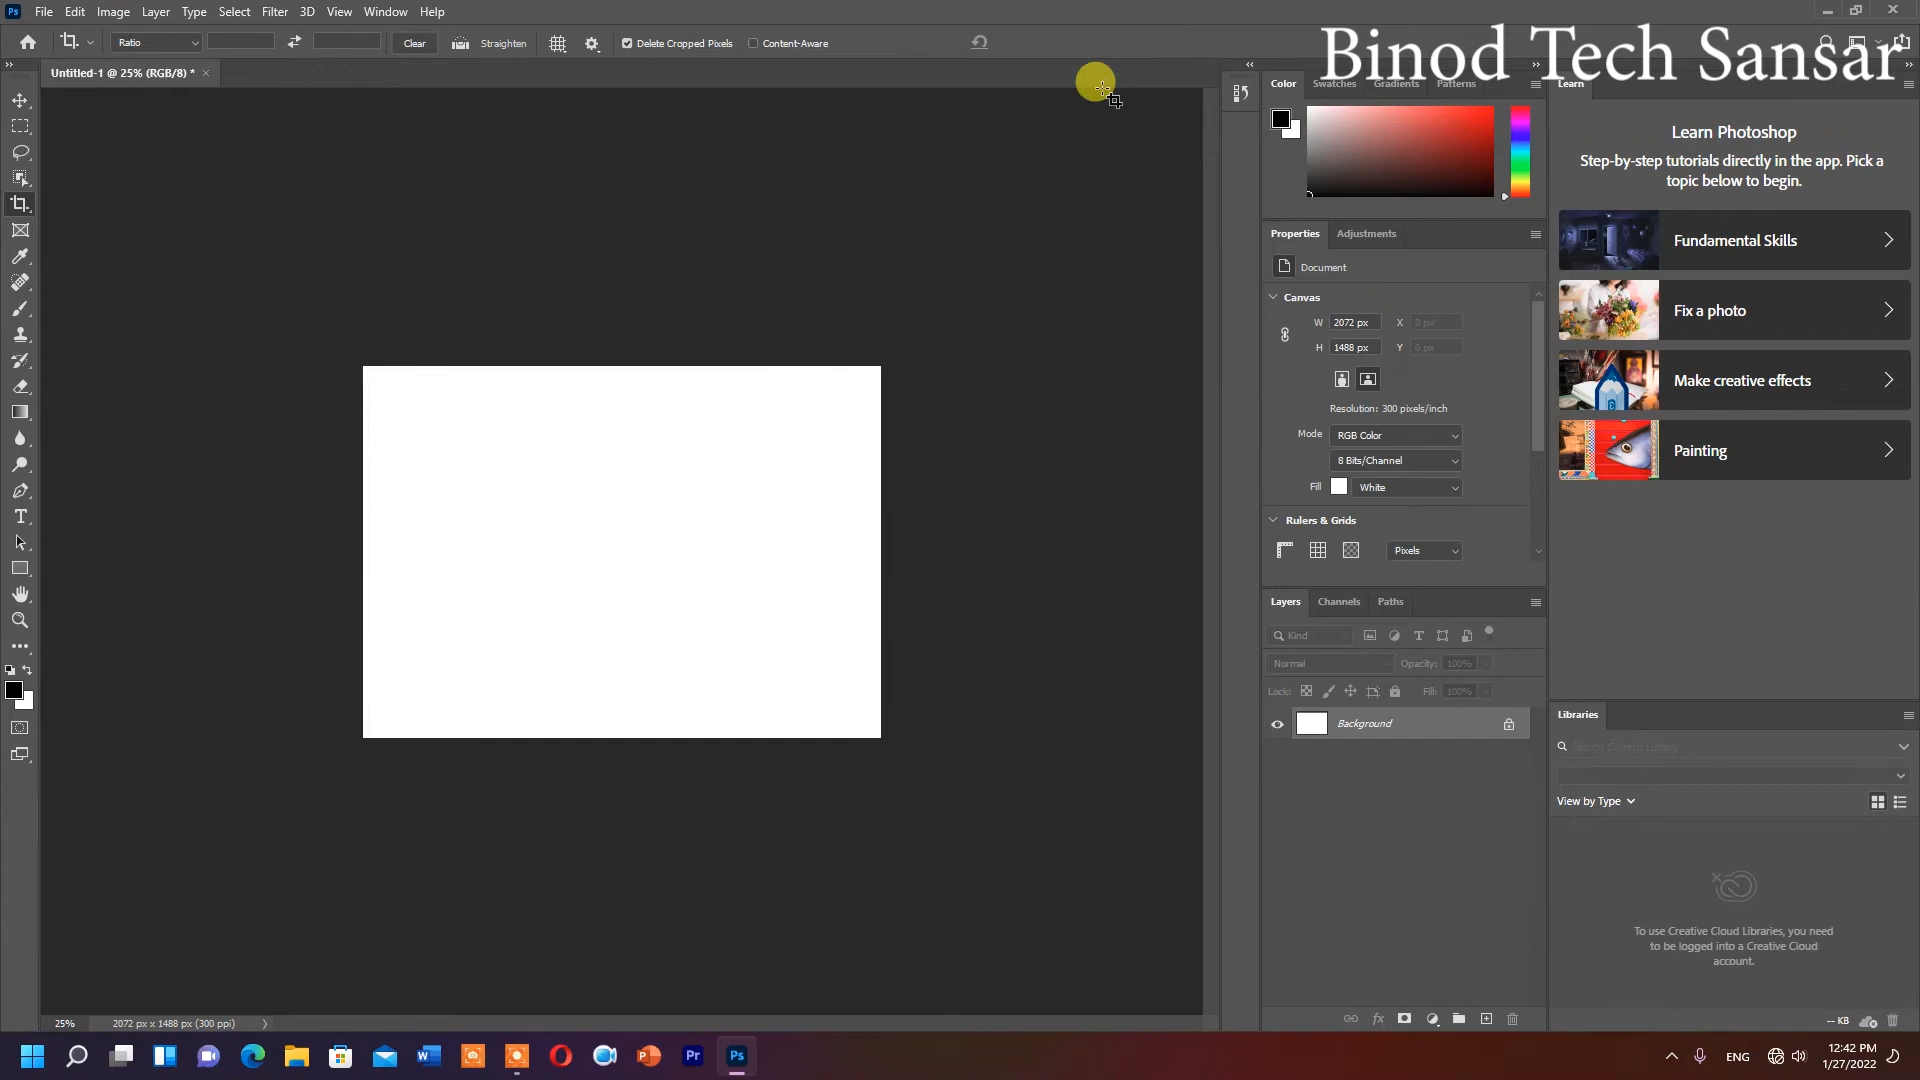 Ps File Edit Image Layer Type Select Filter 3D View Window Help
Binod Tech Sansar
Ratio Clear Straighten Delete Cropped Pixels Content-Aware
Untitled-1 @ 25% (RGB/8) *
Color Swatches Gradients Patterns
Learn
Learn Photoshop
Step-by-step tutorials directly in the app. Pick a
topic below to begin.
Fundamental Skills
Fix a photo
Make creative effects
Painting
Properties Adjustments
Document
Canvas
W 2072 px X 0 px
H 1488 px Y 0 px
Resolution: 300 pixels/inch
Mode RGB Color
8 Bits/Channel
Fill White
Rulers & Grids
Pixels
Layers Channels Paths
Kind
Normal Opacity: 100%
Lock: Fill: 100%
Background
Libraries
Search Current Library
View by Type
To use Creative Cloud Libraries, you need
to be logged into a Creative Cloud
account.
-- KB
fx
25% 2072 px x 1488 px (300 ppi)
ENG
12:42 PM
1/27/2022
W P Pr Ps